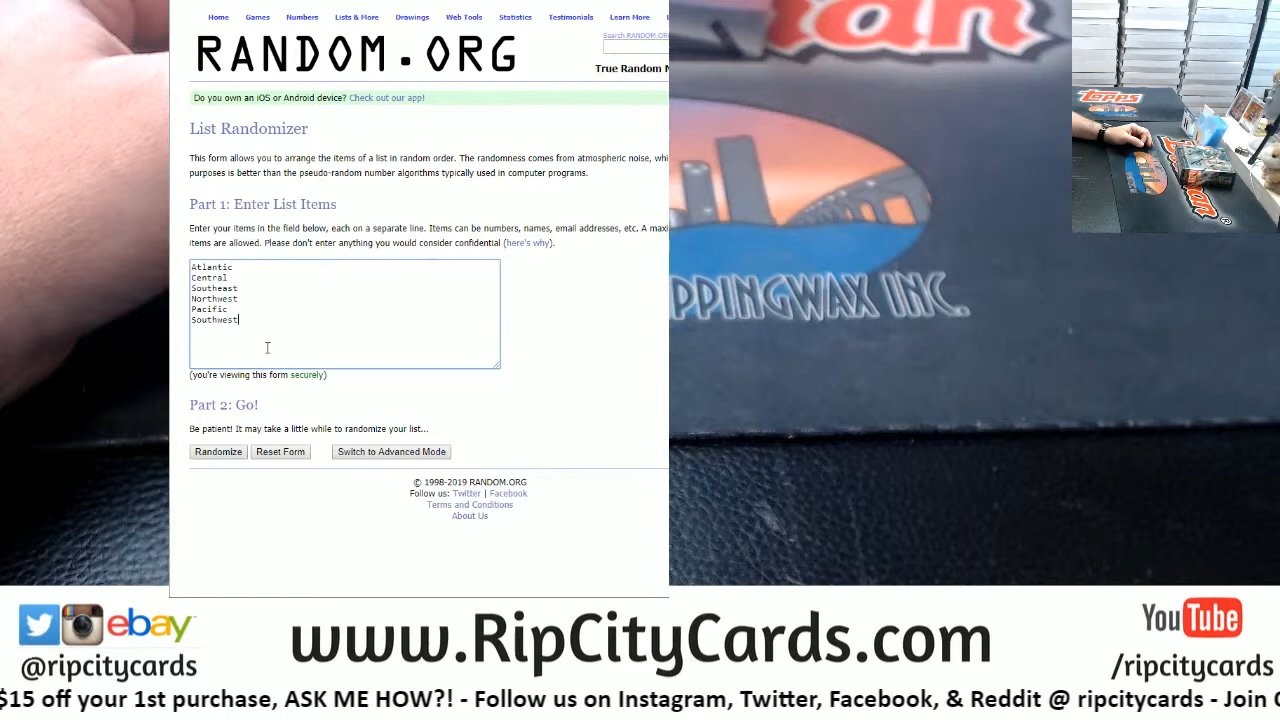 Home Games Numbers Lists & More Drawings Web Tools Statistics Testimonials Learn More
RANDOM.ORG
Search RANDOM.OR
True Random
Do you own an iOS or Android device? Check out our app!
List Randomizer
This form allows you to arrange the items of a list in random order. The randomness comes from atmospheric noise,
purposes is better than the pseudo-random number algorithms typically used in computer programs.
Part 1: Enter List Items
Enter your items in the field below, each on a separate line. Items can be numbers, names, email addresses, etc. A
items are allowed. Please don't enter anything you would consider confidential (here's why).
Atlantic
Central
Southeast
Northwest
Pacific
Southwest
(you're viewing this form securely)
Part 2: Go!
Be patient! It may take a little while to randomize your list...
Randomize Reset Form Switch to Advanced Mode
© 1998-2019 RANDOM.ORG
Follow us: Twitter | Facebook
Terms and Conditions
About Us
PPINGWAX INC.
Topps
ebay
@ripcitycards
www.RipCityCards.com
YouTube
/ripcitycards
$15 off your 1st purchase, ASK ME HOW?! - Follow us on Instagram, Twitter, Facebook, & Reddit @ ripcitycards - Join